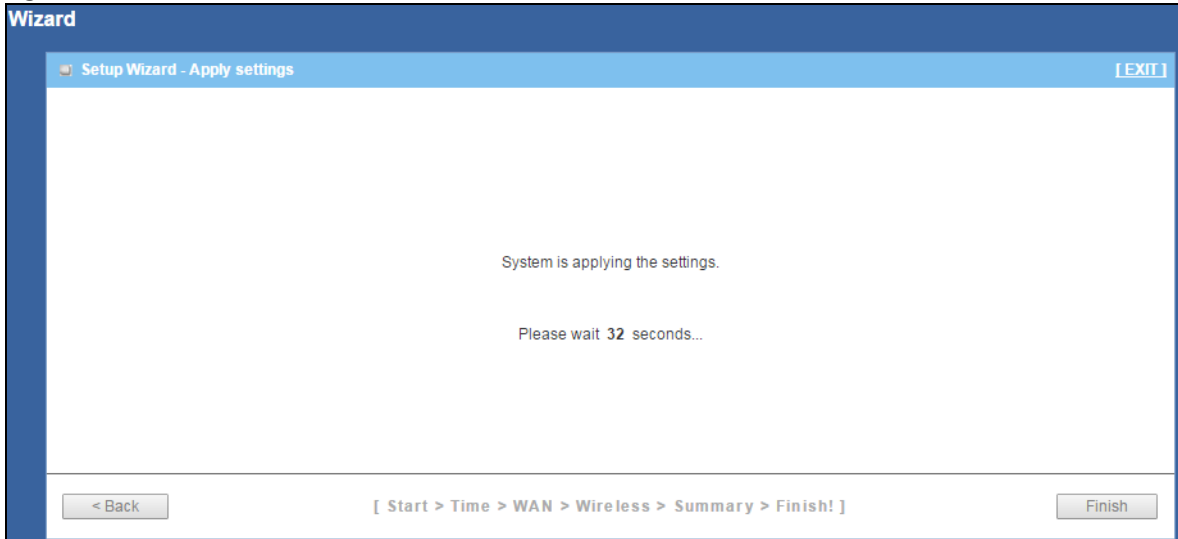 Wizard
Setup Wizard - Apply settings [ EXIT ]
System is applying the settings.
Please wait 32 seconds...
< Back [ Start > Time > WAN > Wireless > Summary > Finish! ] Finish